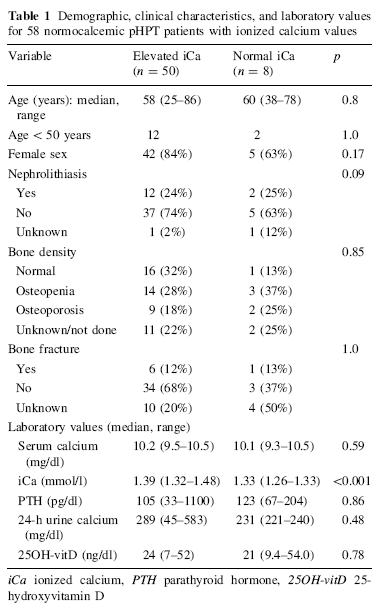 Table 1 Demographic, clinical characteristics, and laboratory values
for 58 normocalcemic pHPT patients with ionized calcium values
Variable Elevated iCa Normal iCa p
(n = 50) (n = 8)
Age (years): median, 58 (25–86) 60 (38–78) 0.8
range
Age < 50 years 12 2 1.0
Female sex 42 (84%) 5 (63%) 0.17
Nephrolithiasis 0.09
Yes 12 (24%) 2 (25%)
No 37 (74%) 5 (63%)
Unknown 1 (2%) 1 (12%)
Bone density 0.85
Normal 16 (32%) 1 (13%)
Osteopenia 14 (28%) 3 (37%)
Osteoporosis 9 (18%) 2 (25%)
Unknown/not done 11 (22%) 2 (25%)
Bone fracture 1.0
Yes 6 (12%) 1 (13%)
No 34 (68%) 3 (37%)
Unknown 10 (20%) 4 (50%)
Laboratory values (median, range)
Serum calcium 10.2 (9.5–10.5) 10.1 (9.3–10.5) 0.59
(mg/dl)
iCa (mmol/l) 1.39 (1.32–1.48) 1.33 (1.26–1.33) <0.001
PTH (pg/dl) 105 (33–1100) 123 (67–204) 0.86
24-h urine calcium 289 (45–583) 231 (221–240) 0.48
(mg/dl)
25OH-vitD (ng/dl) 24 (7–52) 21 (9.4–54.0) 0.78
iCa ionized calcium, PTH parathyroid hormone, 25OH-vitD 25-
hydroxyvitamin D